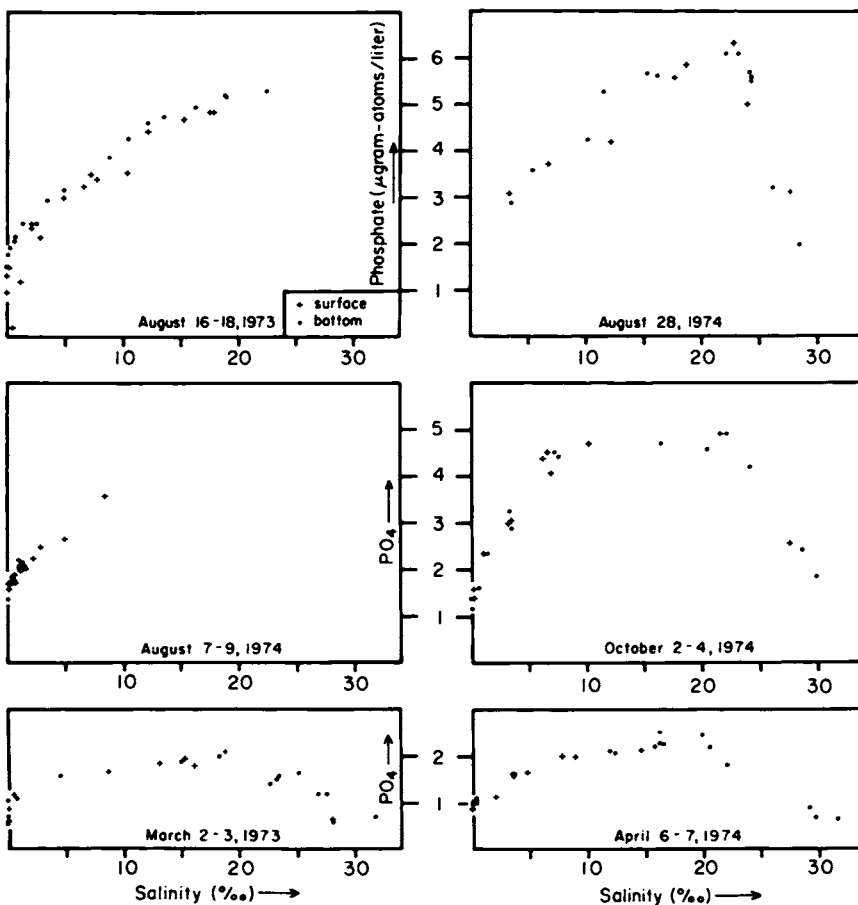 Phosphate (µgram-atoms/liter)
6
5
4
3
2
1
+ surface
• bottom
August 16-18, 1973
August 28, 1974
10 20 30
10 20 30
PO4
5
4
3
2
1
August 7-9, 1974
October 2-4, 1974
10 20 30
10 20 30
PO4
2
1
March 2-3, 1973
April 6-7, 1974
10 20 30
10 20 30
Salinity (‰)
Salinity (‰)